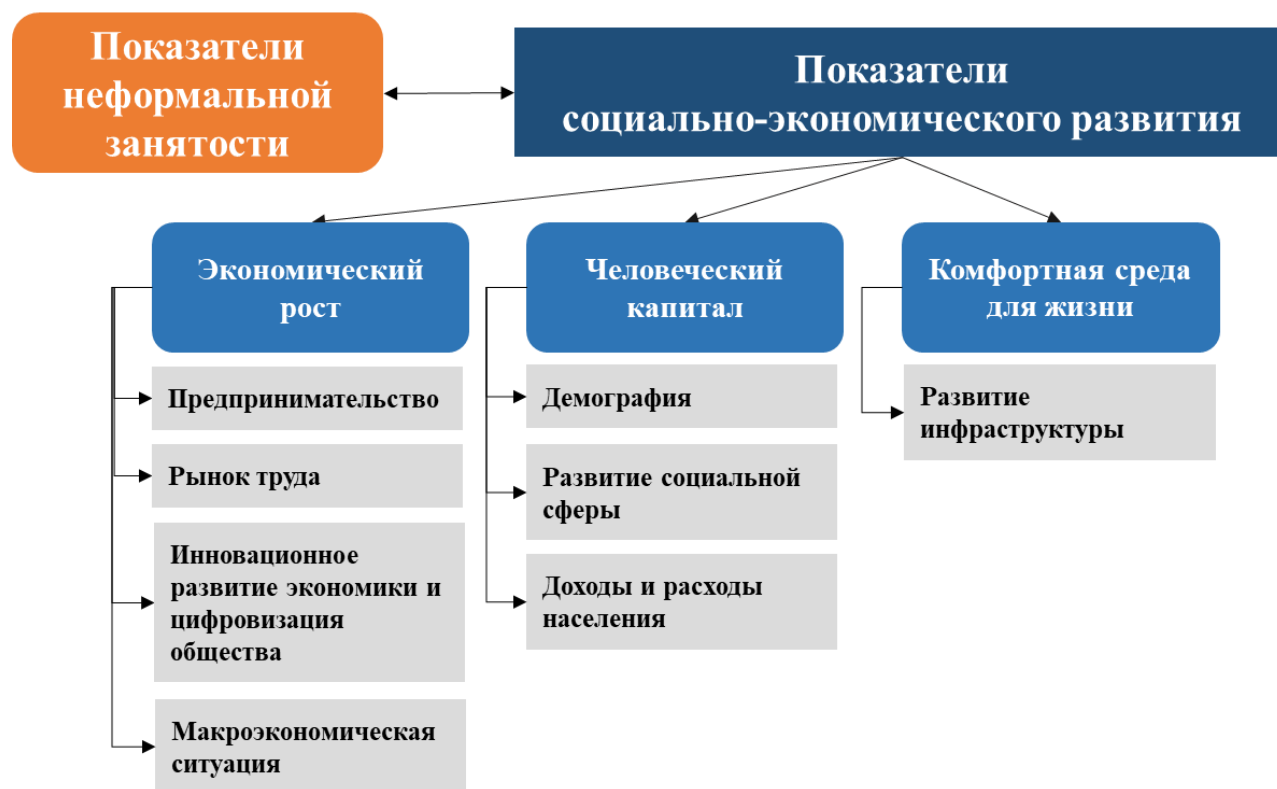 Показатели
неформальной
занятости
Показатели
социально-экономического развития
Экономический
рост
Предпринимательство
Рынок труда
Инновационное
развитие экономики и
цифровизация
общества
Макроэкономическая
ситуация
Человеческий
капитал
Демография
Развитие социальной
сферы
Доходы и расходы
населения
Комфортная среда
для жизни
Развитие
инфраструктуры